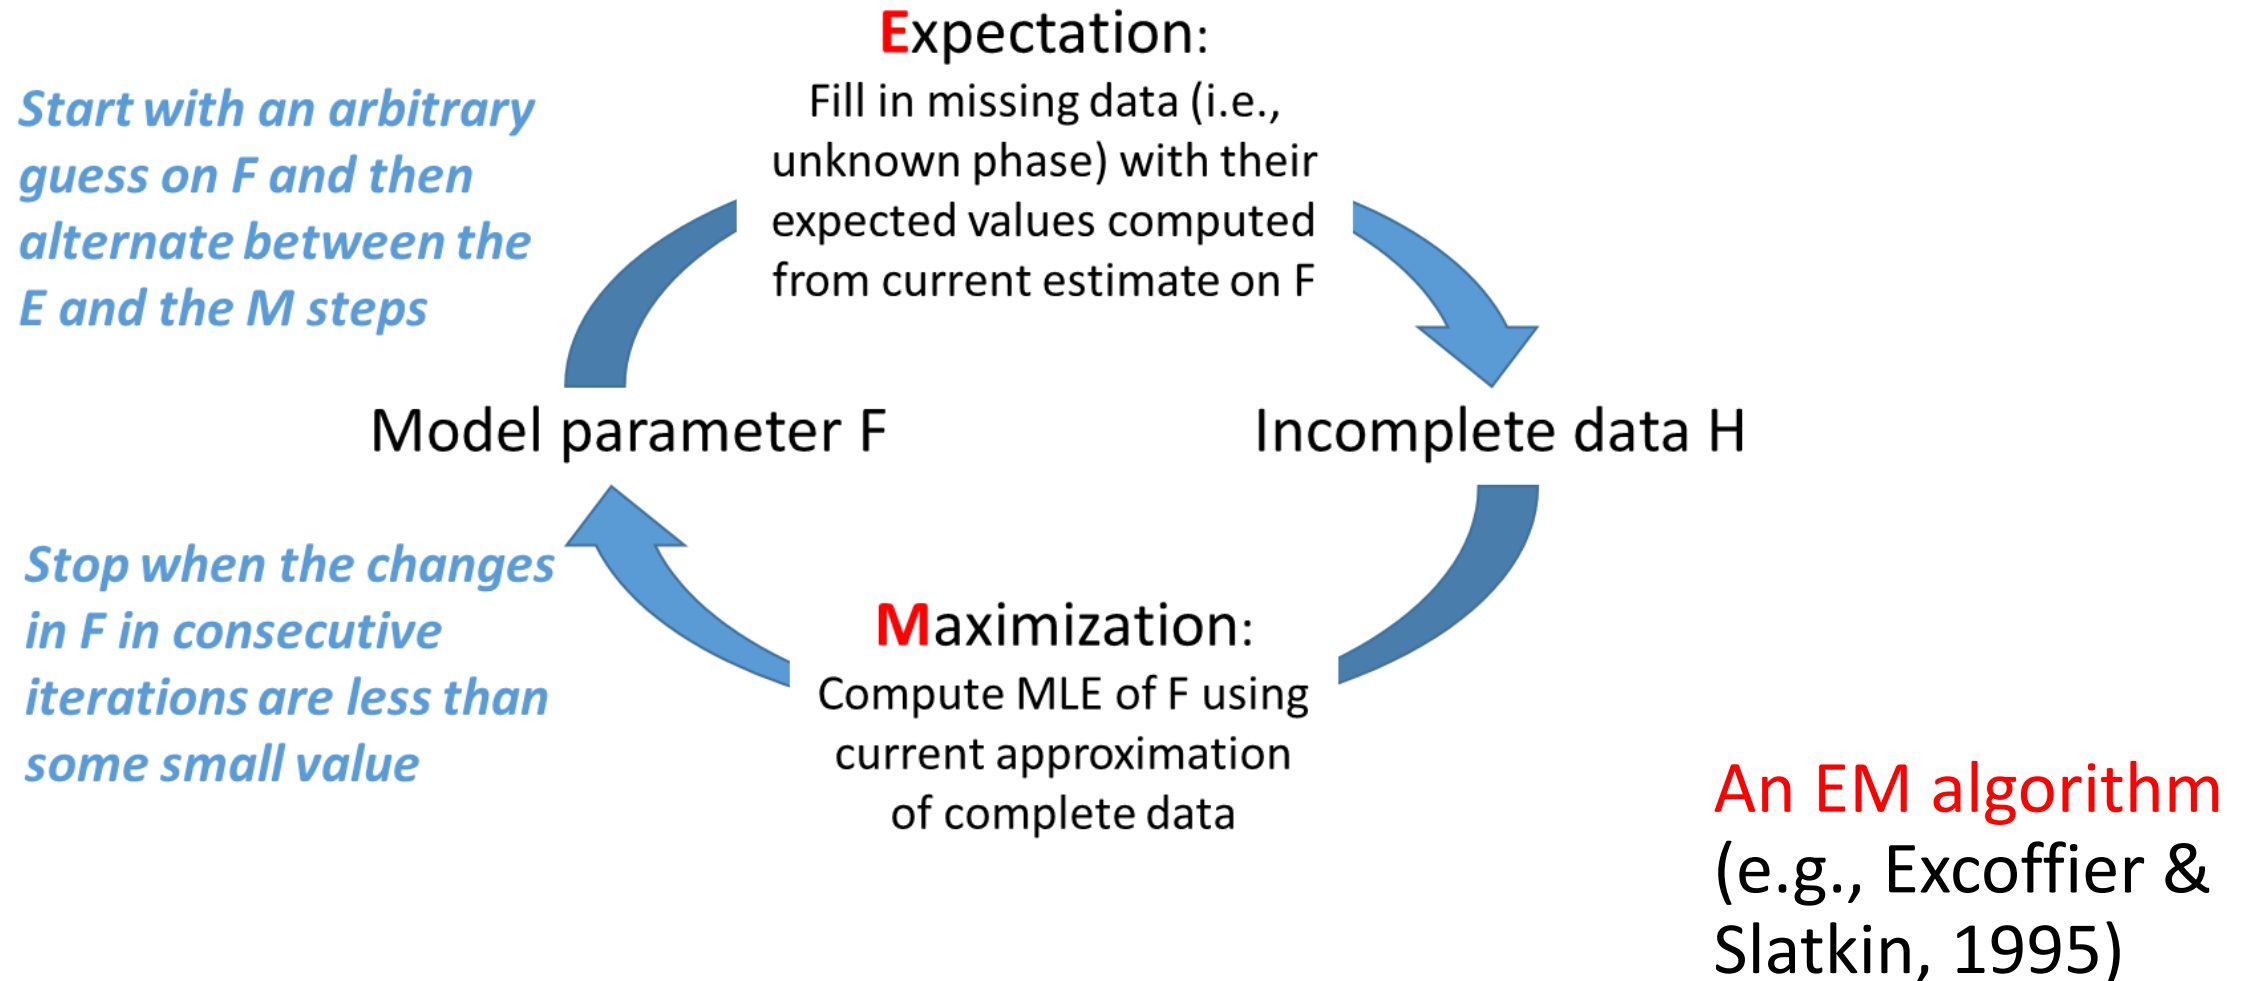 Expectation:
Fill in missing data (i.e.,
unknown phase) with their
expected values computed
from current estimate on F
Start with an arbitrary
guess on F and then
alternate between the
E and the M steps
Model parameter F
Incomplete data H
Stop when the changes
in F in consecutive
iterations are less than
some small value
Maximization:
Compute MLE of F using
current approximation
of complete data
An EM algorithm
(e.g., Excoffier &
Slatkin, 1995)